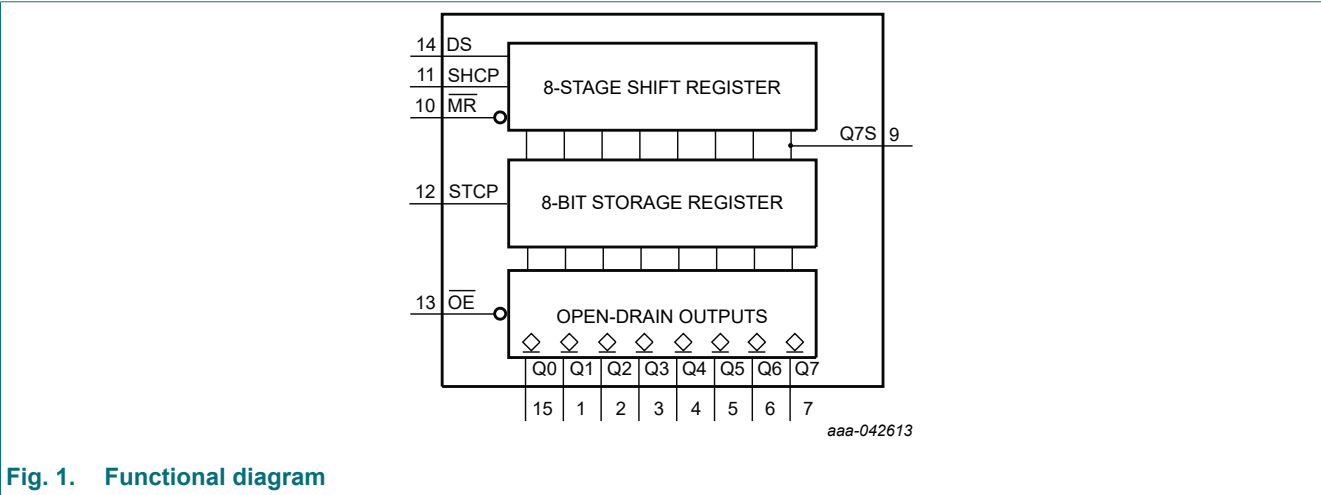 14 DS
11 SHCP
8-STAGE SHIFT REGISTER
10 MR
Q7S 9
12 STCP
8-BIT STORAGE REGISTER
13 OE
OPEN-DRAIN OUTPUTS
Q0 Q1 Q2 Q3 Q4 Q5 Q6 Q7
15 1 2 3 4 5 6 7
aaa-042613
Fig. 1. Functional diagram